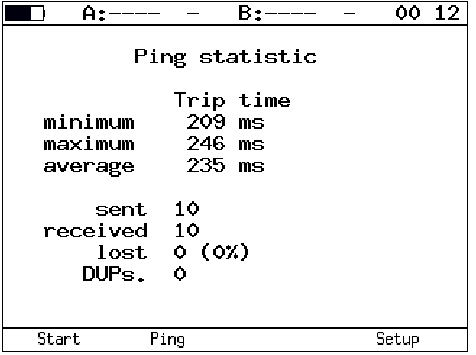 A:---- - B:---- - 00 12
Ping statistic
Trip time
minimum 209 ms
maximum 246 ms
average 235 ms
sent 10
received 10
lost 0 (0%)
DUPs. 0
Start Ping Setup